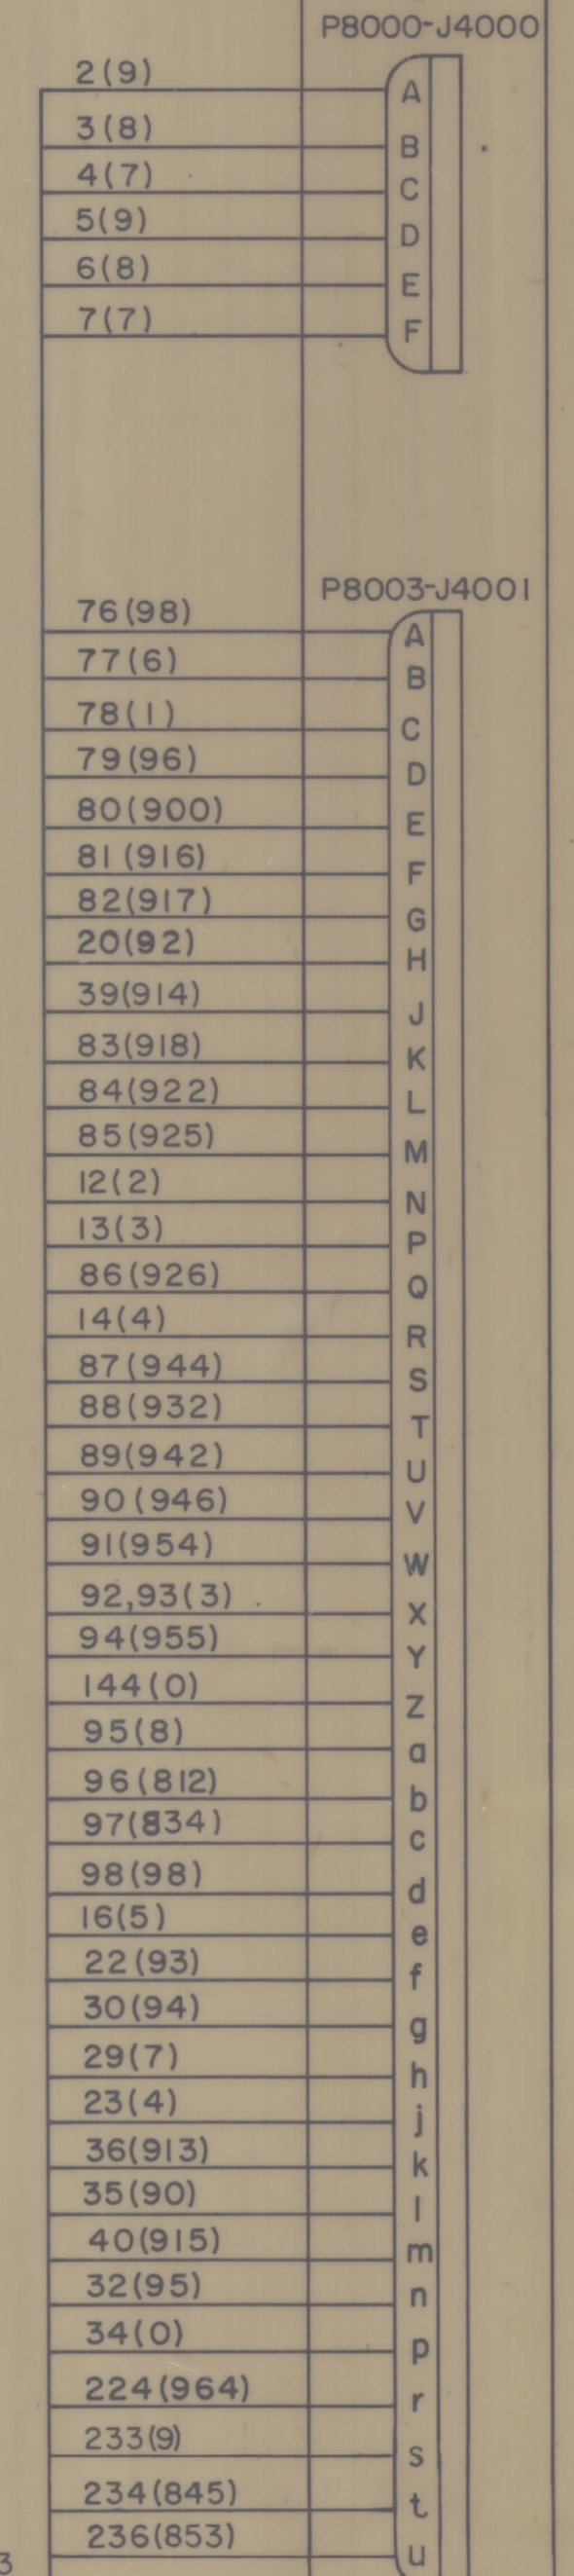 P8000-J4000
2(9) A
3(8) B
4(7) C
5(9) D
6(8) E
7(7) F
P8003-J4001
76(98) A
77(6) B
78(1) C
79(96) D
80(900) E
81(916) F
82(917) G
20(92) H
39(914) J
83(918) K
84(922) L
85(925) M
12(2) N
13(3) P
86(926) Q
14(4) R
87(944) S
88(932) T
89(942) U
90(946) V
91(954) W
92,93(3) X
94(955) Y
144(0) Z
95(8) a
96(812) b
97(834) c
98(98) d
16(5) e
22(93) f
30(94) g
29(7) h
23(4) j
36(913) k
35(90) l
40(915) m
32(95) n
34(0) p
224(964) r
233(9) s
234(845) t
236(853) u
3